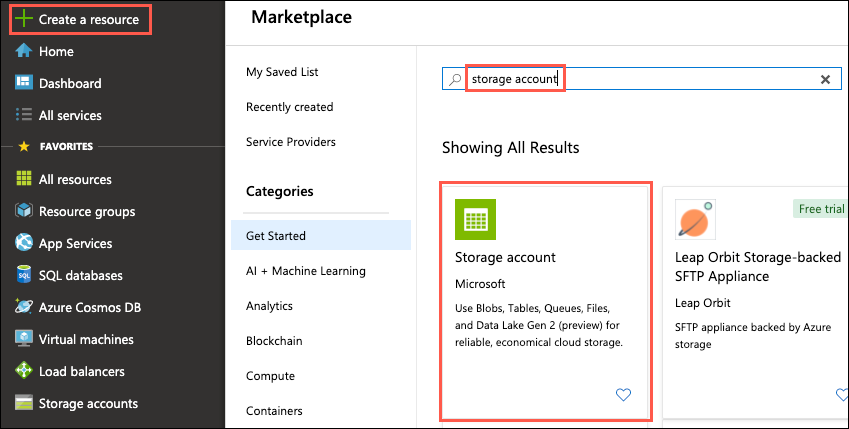 Create a resource
Home
Dashboard
All services
FAVORITES
All resources
Resource groups
App Services
SQL databases
Azure Cosmos DB
Virtual machines
Load balancers
Storage accounts
Marketplace
My Saved List
Recently created
Service Providers
Categories
Get Started
AI + Machine Learning
Analytics
Blockchain
Compute
Containers
storage account
Showing All Results
Storage account
Microsoft
Use Blobs, Tables, Queues, Files,
and Data Lake Gen 2 (preview) for
reliable, economical cloud storage.
Free trial
Leap Orbit Storage-backed
SFTP Appliance
Leap Orbit
SFTP appliance backed by Azure
storage